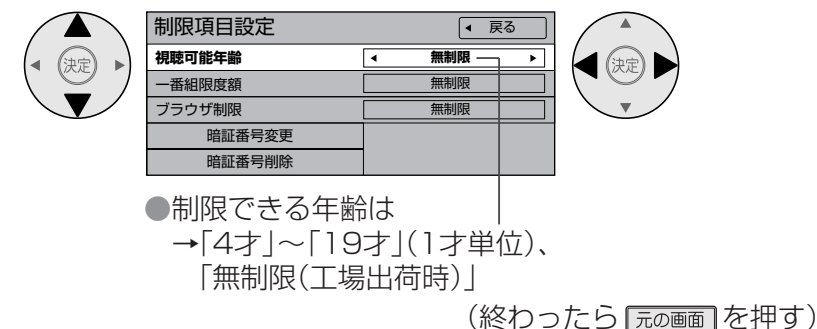 制限項目設定 戻る
決定 視聴可能年齢 無制限 決定
一番組限度額 無制限
ブラウザ制限 無制限
暗証番号変更
暗証番号削除
●制限できる年齢は
→「4才」～「19才」(1才単位)、
「無制限(工場出荷時)」
(終わったら 元の画面 を押す)